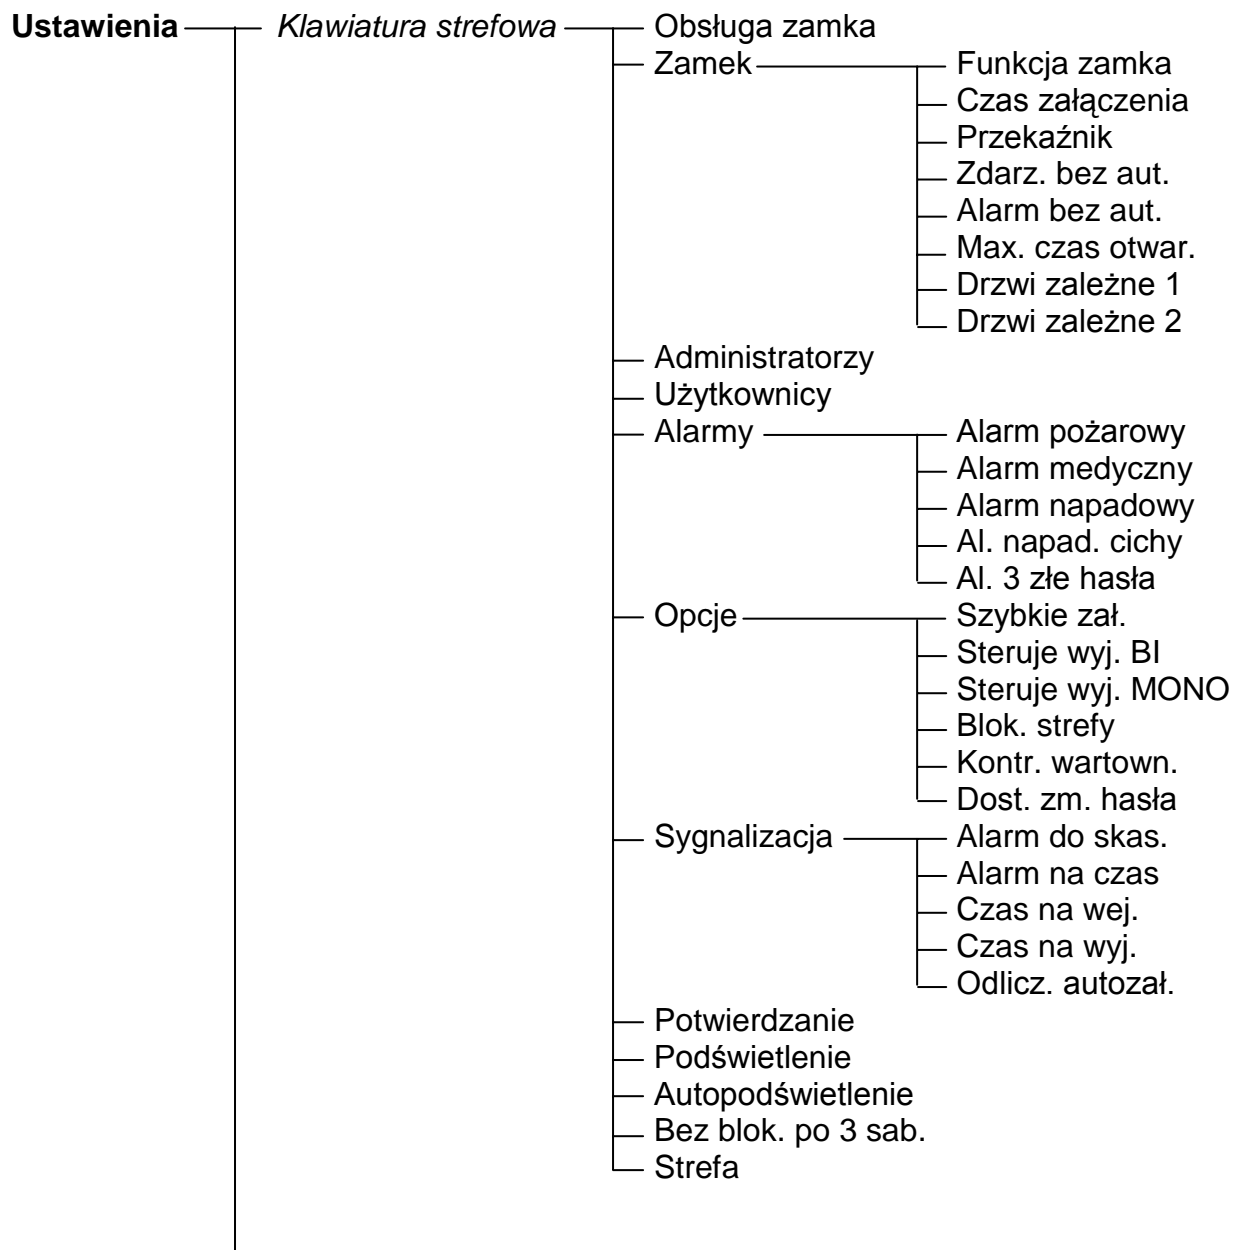 Ustawienia Klawiatura strefowa Obsługa zamka
Zamek Funkcja zamka
Czas załączenia
Przekaźnik
Zdarz. bez aut.
Alarm bez aut.
Max. czas otwar.
Drzwi zależne 1
Drzwi zależne 2
Administratorzy
Użytkownicy
Alarmy Alarm pożarowy
Alarm medyczny
Alarm napadowy
Al. napad. cichy
Al. 3 złe hasła
Opcje Szybkie zał.
Steruje wyj. BI
Steruje wyj. MONO
Blok. strefy
Kontr. wartown.
Dost. zm. hasła
Sygnalizacja Alarm do skas.
Alarm na czas
Czas na wej.
Czas na wyj.
Odlicz. autozał.
Potwierdzanie
Podświetlenie
Autopodświetlenie
Bez blok. po 3 sab.
Strefa